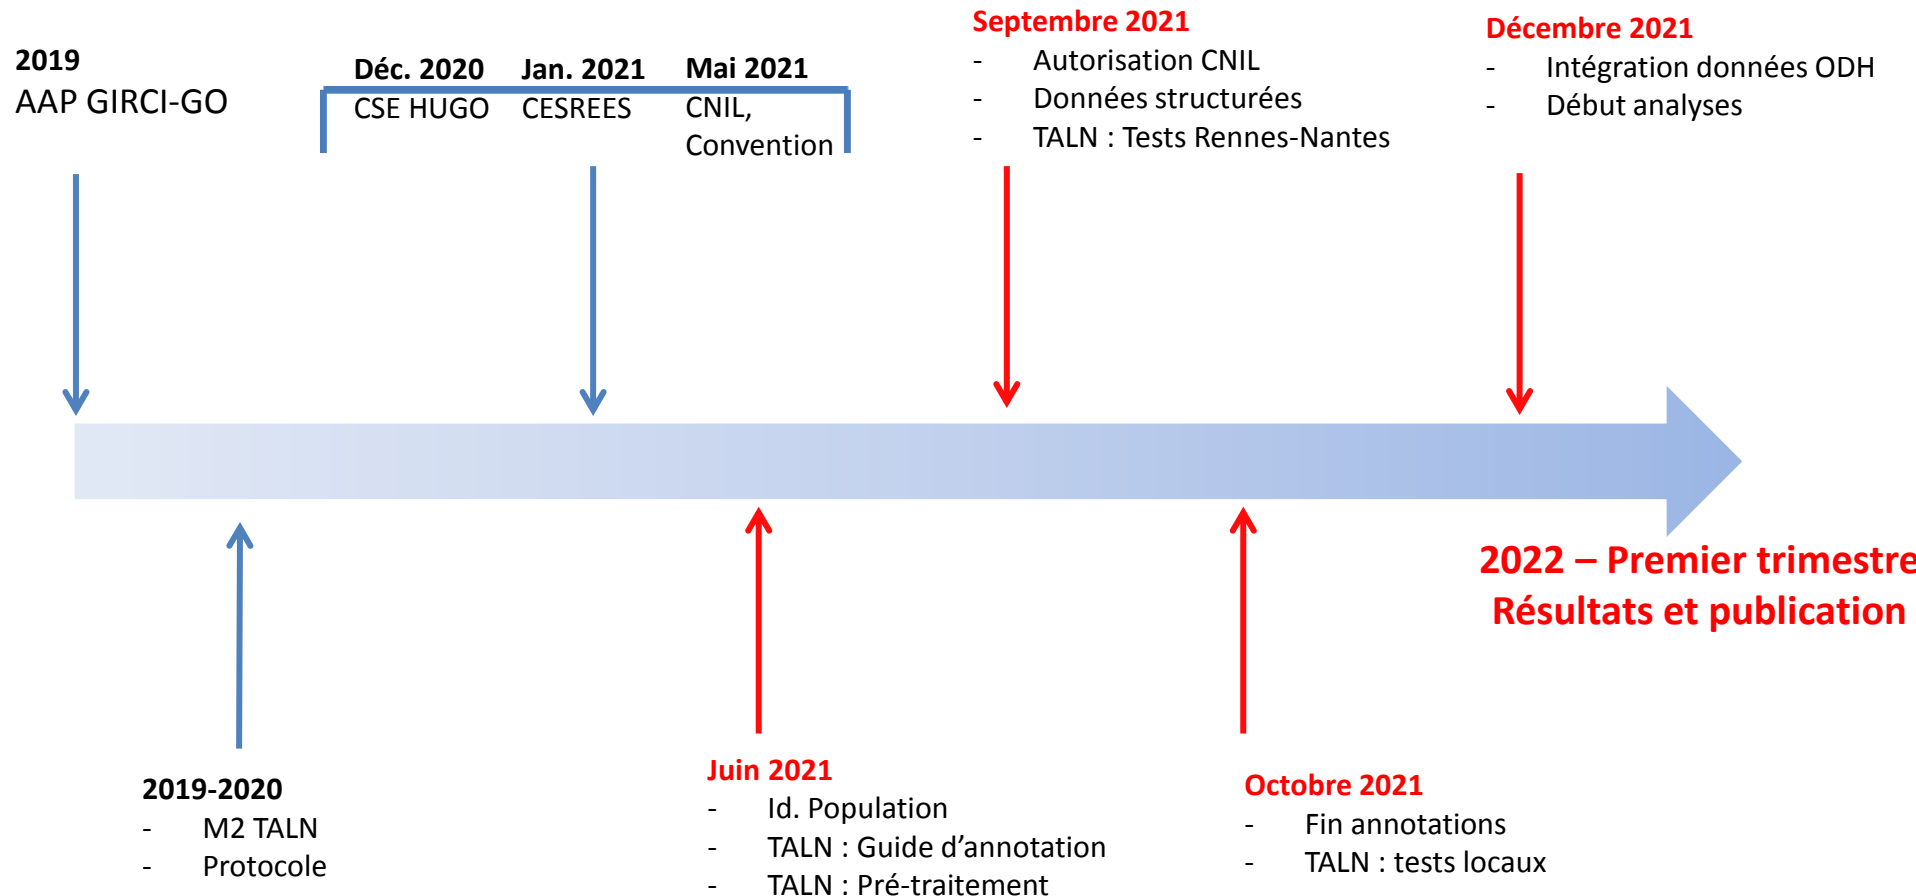 2019
AAP GIRCI-GO
Déc. 2020
CSE HUGO
Jan. 2021
CESREES
Mai 2021
CNIL,
Convention
Septembre 2021
- Autorisation CNIL
- Données structurées
- TALN : Tests Rennes-Nantes
Décembre 2021
- Intégration données ODH
- Début analyses
2022 – Premier trimestre
Résultats et publication
2019-2020
- M2 TALN
- Protocole
Juin 2021
- Id. Population
- TALN : Guide d’annotation
- TALN : Pré-traitement
Octobre 2021
- Fin annotations
- TALN : tests locaux